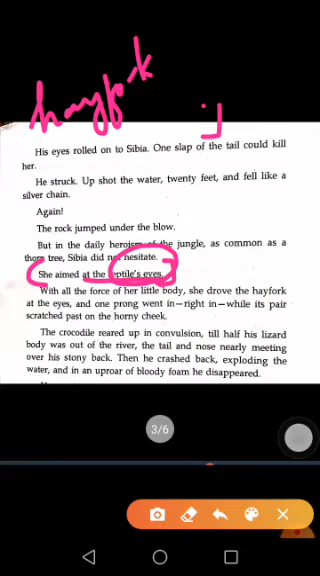 hayfork
His eyes rolled on to Sibia. One slap of the tail could kill
her.
He struck. Up shot the water, twenty feet, and fell like a
silver chain.
Again!
The rock jumped under the blow.
But in the daily heroism of the jungle, as common as a
thorn tree, Sibia did not hesitate.
She aimed at the reptile's eyes.
With all the force of her little body, she drove the hayfork
at the eyes, and one prong went in—right in—while its pair
scratched past on the horny cheek.
The crocodile reared up in convulsion, till half his lizard
body was out of the river, the tail and nose nearly meeting
over his stony back. Then he crashed back, exploding the
water, and in an uproar of bloody foam he disappeared.
3/6